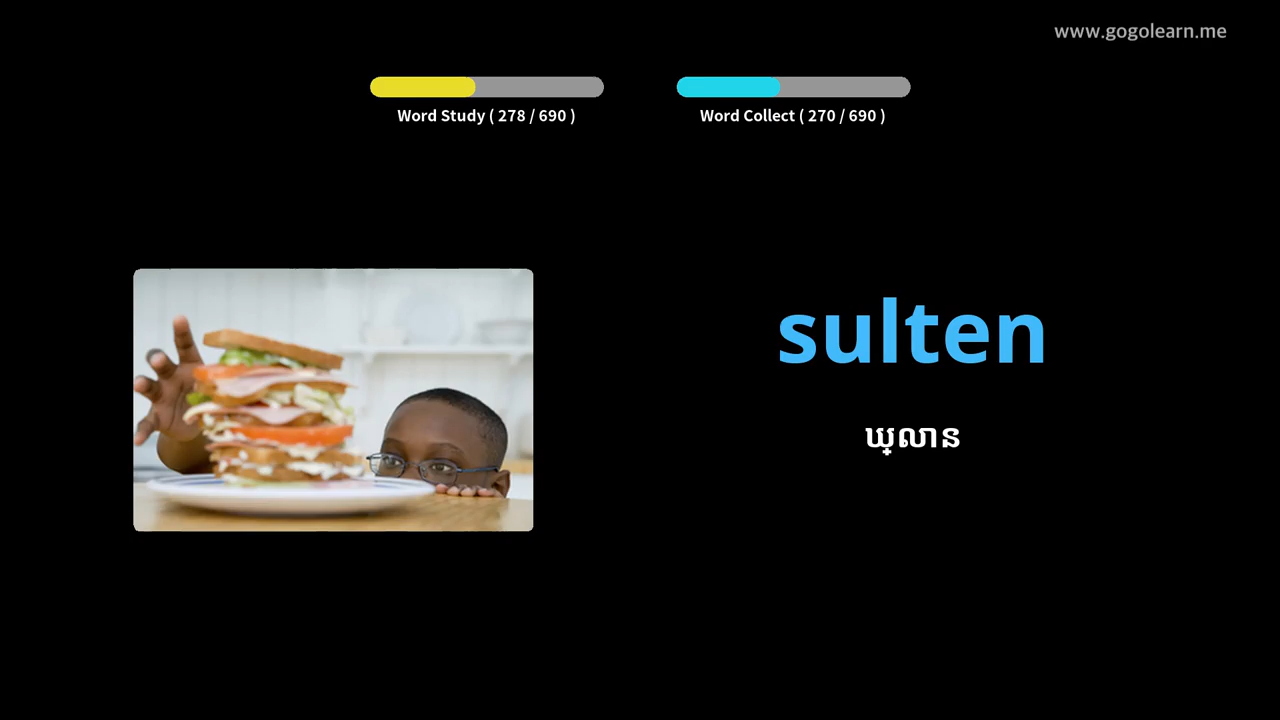 www.gogolearn.me
Word Study ( 278 / 690 )
Word Collect ( 270 / 690 )
sulten
ឃ្លាន